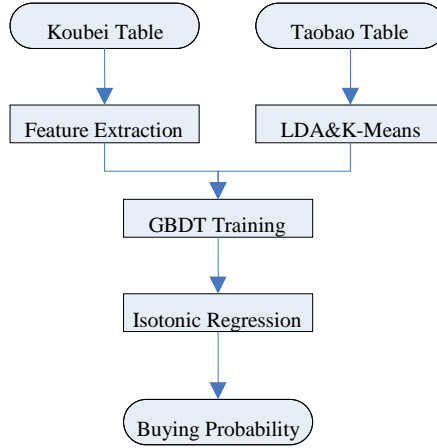 Koubei Table
Taobao Table
Feature Extraction
LDA&K-Means
GBDT Training
Isotonic Regression
Buying Probability